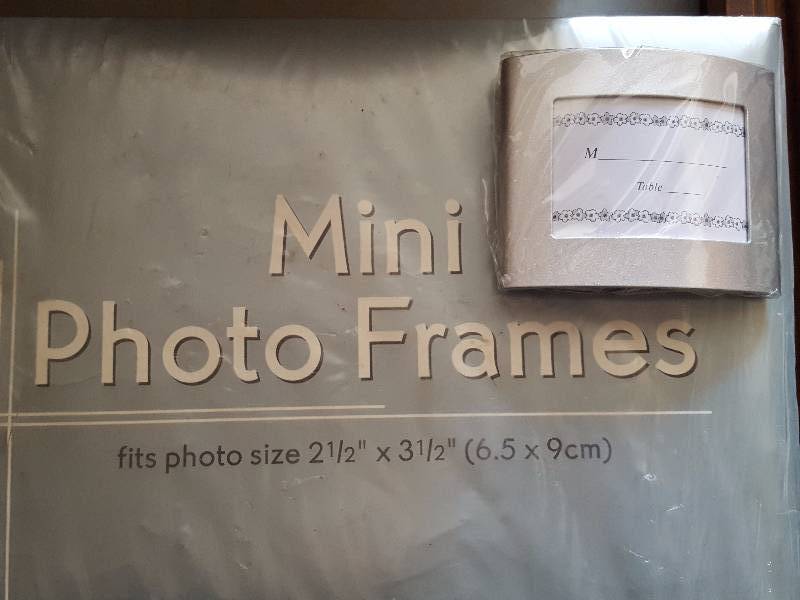 M
Table
Mini
Photo Frames
fits photo size 21/2" x 31/2" (6.5 x 9cm)